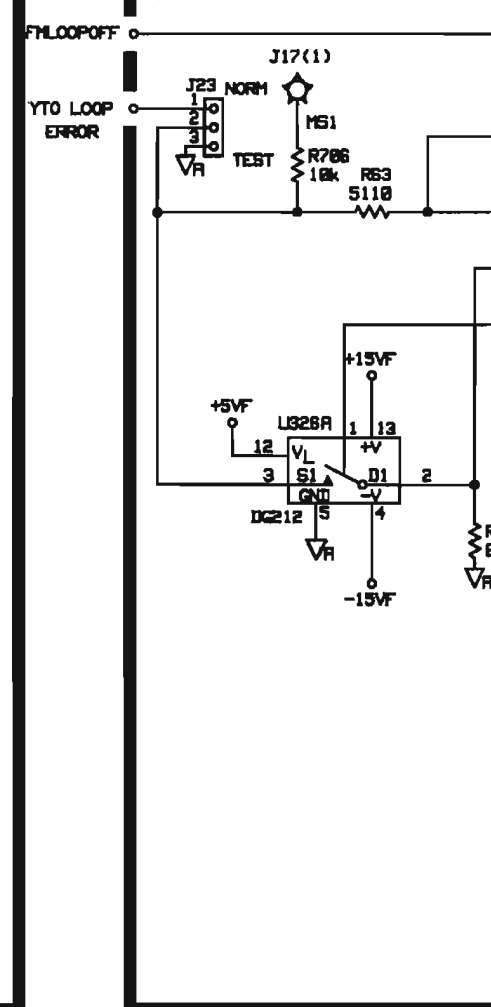 FMLOOPOFF
J17(1)
J23 NORM
1
YTO LOOP
2
MS1
ERROR
3
TEST
R706
A
10k
R63
5110
+15VF
+5VF
U326A
1 13
12
VL
+V
3
S1
D1
2
GND
-V
DG212
5
4
A
R
A
-15VF